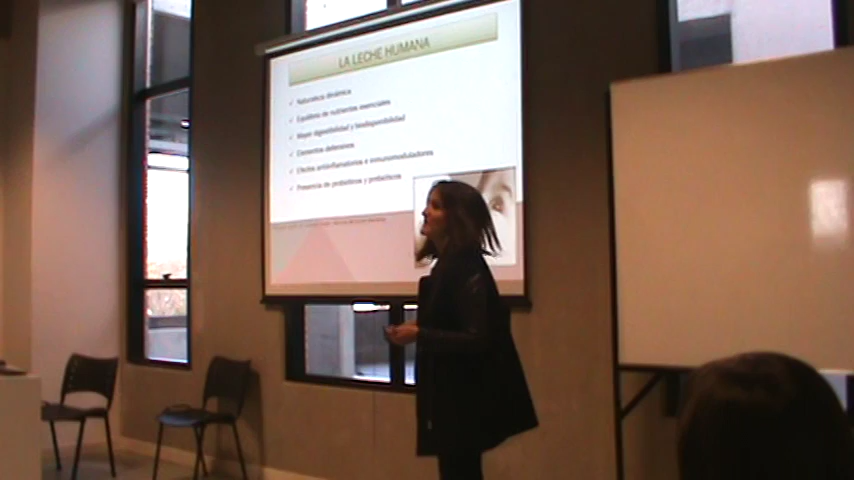 LA LECHE HUMANA
Naturaleza dinámica
Equilibrio de nutrientes esenciales
Mayor digestibilidad y biodisponibilidad
Elementos defensivos
Efectos antiinflamatorios e inmunomoduladores
Presencia de probióticos y prebióticos